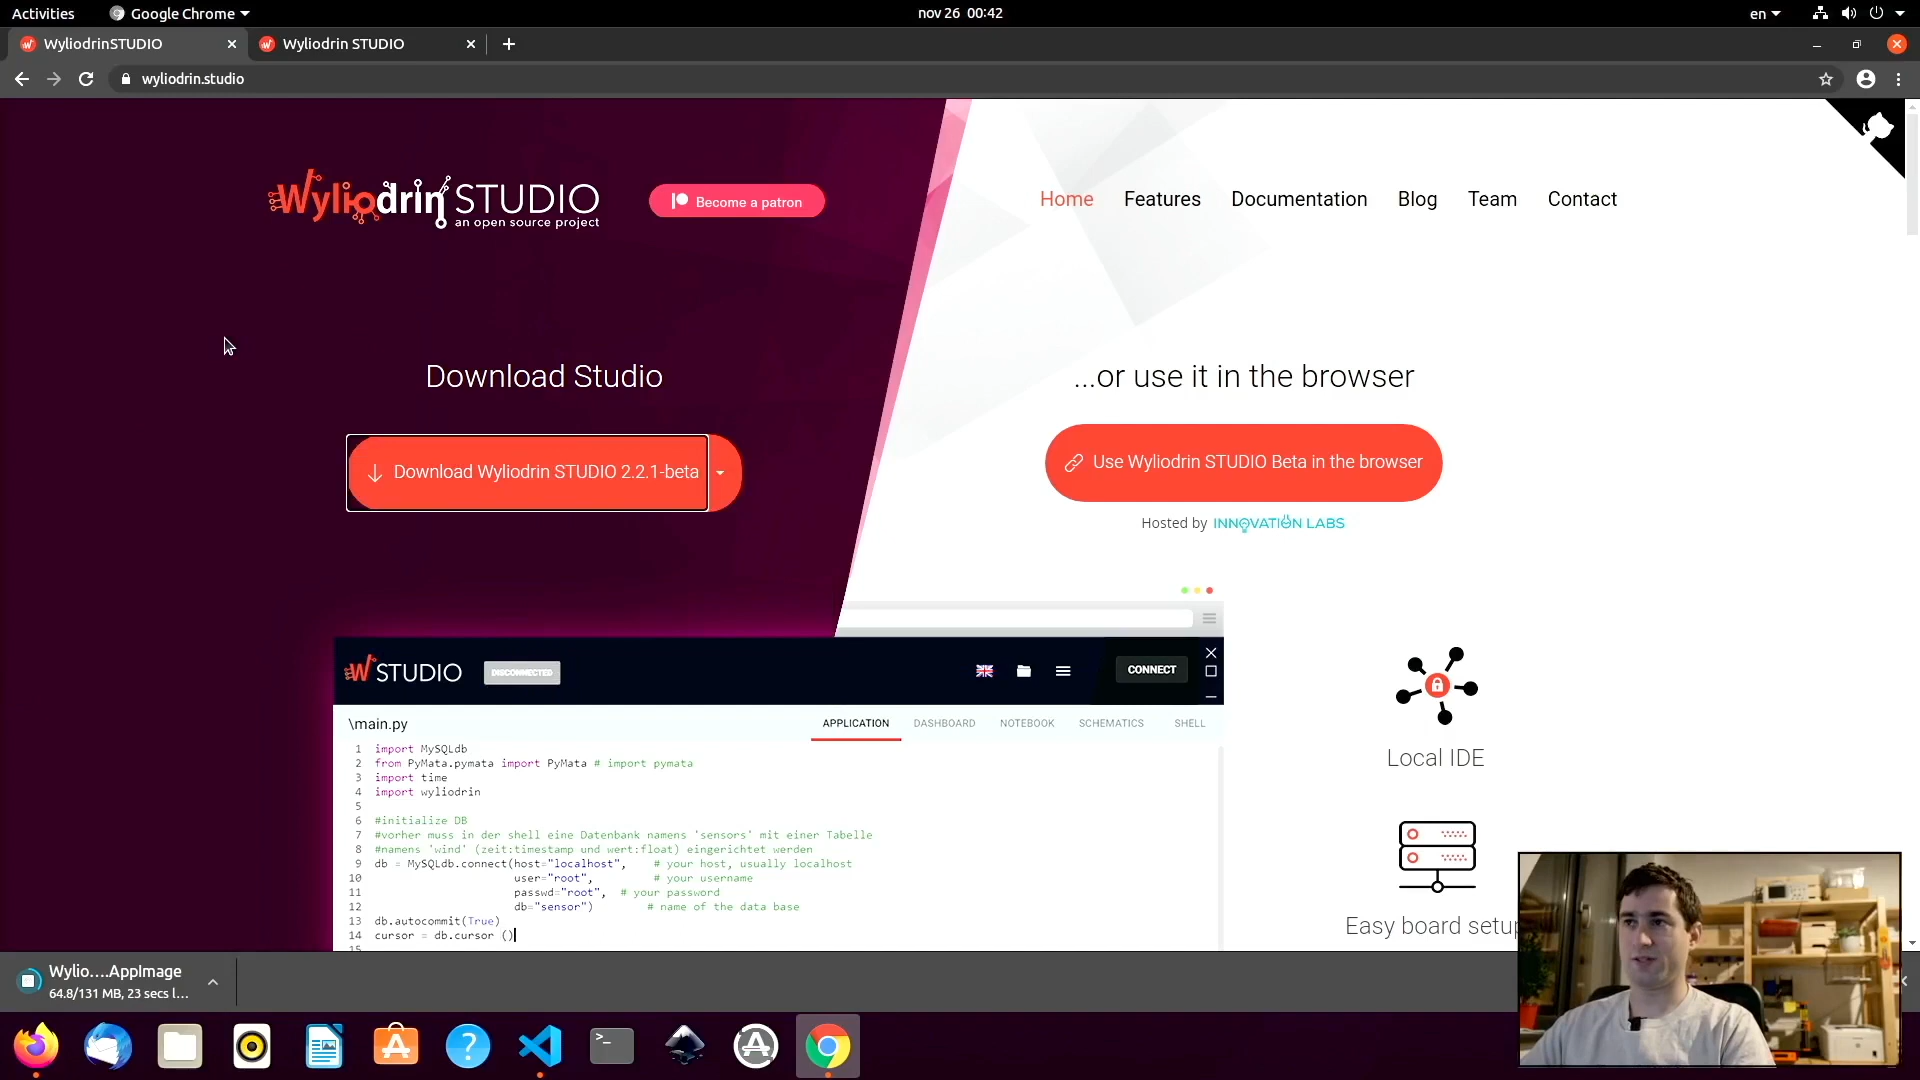 Activities
Google Chrome
nov 26 00:42
en
WyliodrinSTUDIO
Wyliodrin STUDIO
wyliodrin.studio
Wyliodrin STUDIO
an open source project
Become a patron
Home
Features
Documentation
Blog
Team
Contact
Download Studio
Download Wyliodrin STUDIO 2.2.1-beta
...or use it in the browser
Use Wyliodrin STUDIO Beta in the browser
Hosted by INNOVATION LABS
W STUDIO
DISCONNECTED
CONNECT
\main.py
APPLICATION
DASHBOARD
NOTEBOOK
SCHEMATICS
SHELL
1 import MySQLdb
2 from PyMata.pymata import PyMata # import pymata
3 import time
4 import wyliodrin
5
6 #initialize DB
7 #vorher muss in der shell eine Datenbank namens 'sensors' mit einer Tabelle
8 #namens 'wind' (zeit:timestamp und wert:float) eingerichtet werden
9 db = MySQLdb.connect(host="localhost", # your host, usually localhost
10 user="root", # your username
11 passwd="root", # your password
12 db="sensor") # name of the data base
13 db.autocommit(True)
14 cursor = db.cursor ()
15
Local IDE
Easy board setup
Wylio....AppImage
64.8/131 MB, 23 secs l...